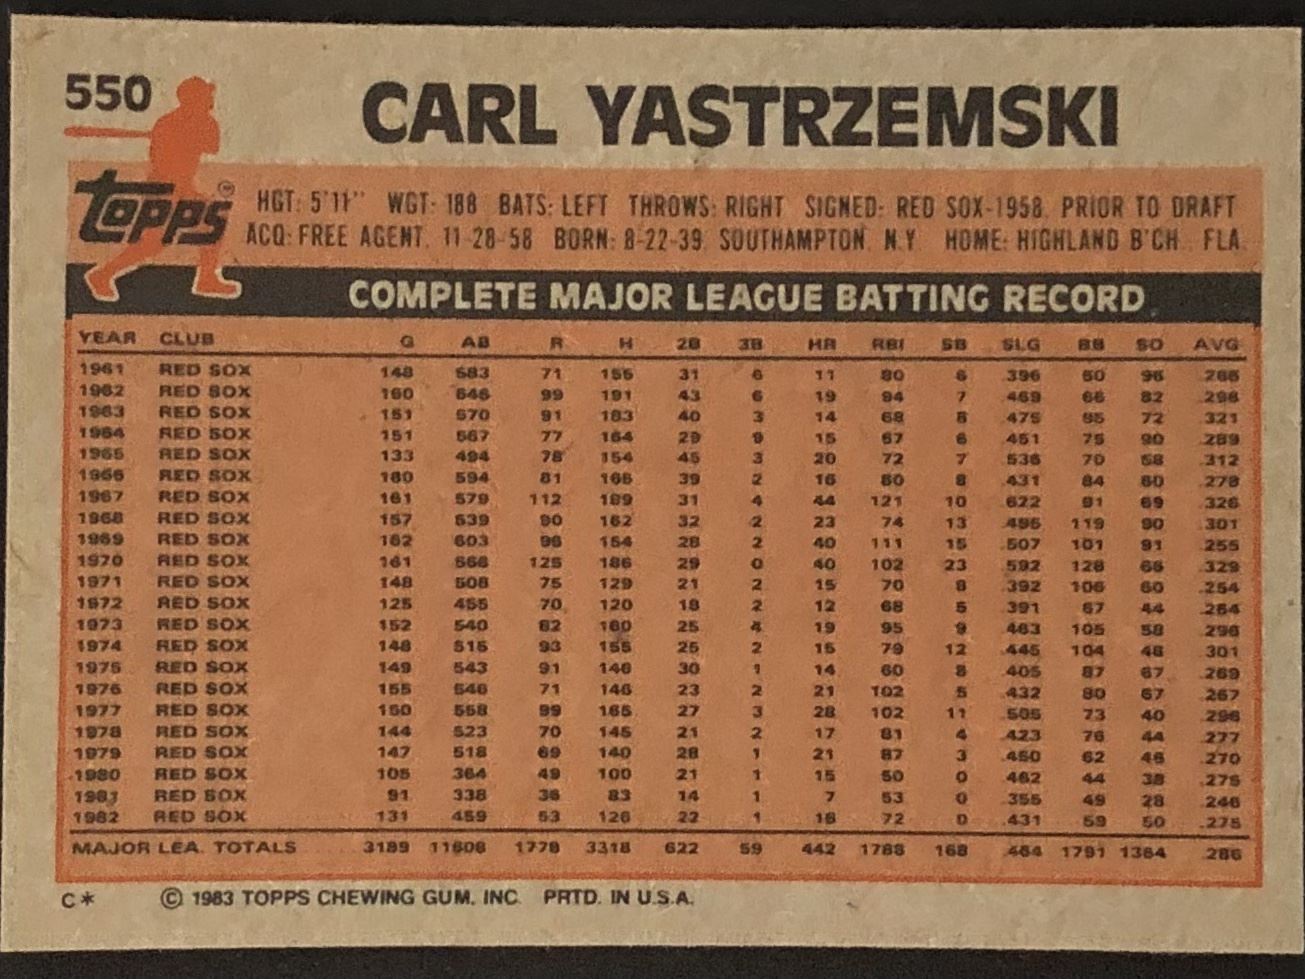 550
CARL YASTRZEMSKI
topps
HGT: 5'11" WGT: 188 BATS: LEFT THROWS: RIGHT SIGNED: RED SOX-1958, PRIOR TO DRAFT
ACQ: FREE AGENT, 11-28-58 BORN: 8-22-39, SOUTHAMPTON, N.Y. HOME: HIGHLAND B'CH., FLA.
COMPLETE MAJOR LEAGUE BATTING RECORD
YEAR CLUB G AB R H 2B 3B HR RBI SB SLG BB SO AVG
1961 RED SOX 148 583 71 155 31 6 11 80 6 .396 50 96 .266
1962 RED SOX 160 646 99 191 43 6 19 94 7 .469 66 82 .296
1963 RED SOX 151 570 91 183 40 3 14 68 8 .475 95 72 .321
1964 RED SOX 151 567 77 164 29 9 15 67 6 .451 75 90 .289
1965 RED SOX 133 494 78 154 45 3 20 72 7 .536 70 58 .312
1966 RED SOX 160 594 81 165 39 2 16 80 8 .431 84 60 .278
1967 RED SOX 161 579 112 189 31 4 44 121 10 .622 91 69 .326
1968 RED SOX 157 539 90 162 32 2 23 74 13 .495 119 90 .301
1969 RED SOX 162 603 96 154 28 2 40 111 15 .507 101 91 .255
1970 RED SOX 161 566 125 186 29 0 40 102 23 .592 128 66 .329
1971 RED SOX 148 508 75 129 21 2 15 70 8 .392 106 60 .254
1972 RED SOX 125 455 70 120 18 2 12 68 5 .391 67 44 .264
1973 RED SOX 152 540 82 160 25 4 19 95 9 .463 105 58 .296
1974 RED SOX 148 515 93 155 25 2 15 79 12 .445 104 48 .301
1975 RED SOX 149 543 91 146 30 1 14 60 8 .405 87 67 .269
1976 RED SOX 155 546 71 146 23 2 21 102 5 .432 80 67 .267
1977 RED SOX 150 558 99 165 27 3 28 102 11 .505 73 40 .296
1978 RED SOX 144 523 70 145 21 2 17 81 4 .423 76 44 .277
1979 RED SOX 147 518 69 140 28 1 21 87 3 .450 62 46 .270
1980 RED SOX 105 364 49 100 21 1 15 50 0 .462 44 38 .275
1981 RED SOX 91 338 36 83 14 1 7 53 0 .355 49 28 .246
1982 RED SOX 131 459 53 126 22 1 16 72 0 .431 59 50 .275
MAJOR LEA. TOTALS 3189 11608 1778 3318 622 59 442 1788 168 .464 1791 1364 .286
C* © 1983 TOPPS CHEWING GUM, INC. PRTD. IN U.S.A.